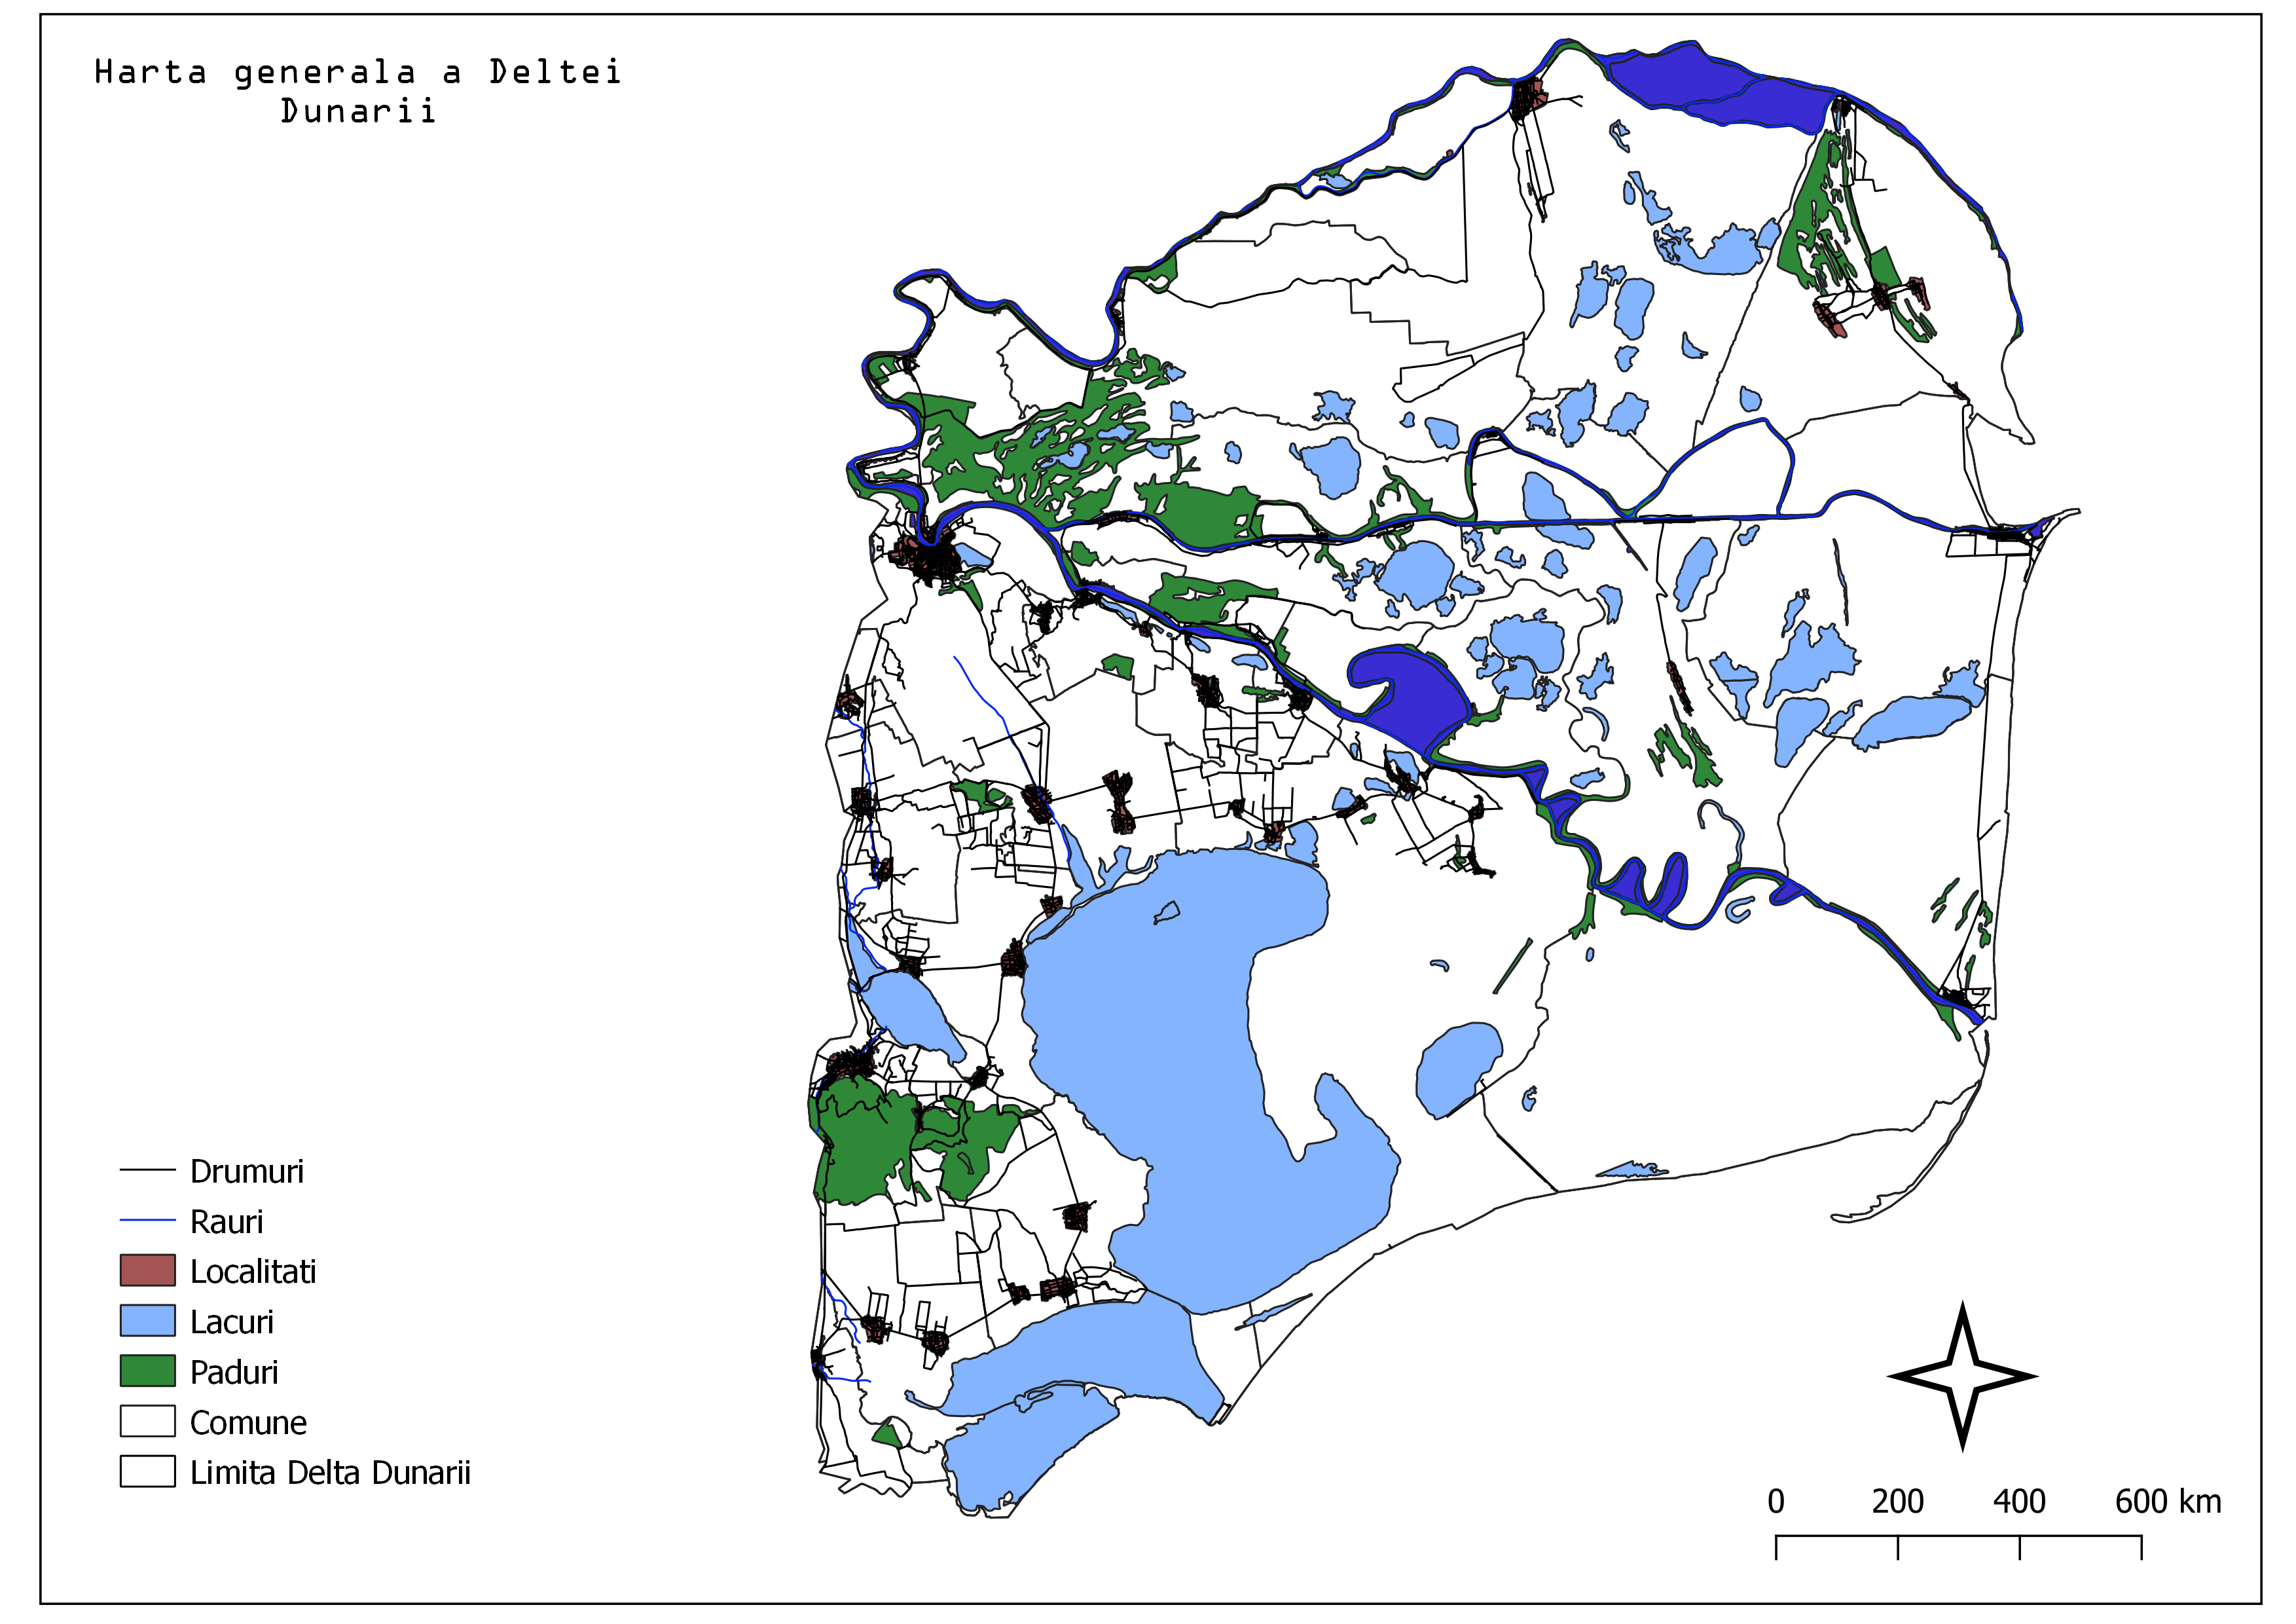 Harta generala a Deltei
Dunarii
Drumuri
Rauri
Localitati
Lacuri
Paduri
Comune
Limita Delta Dunarii
0 200 400 600 km